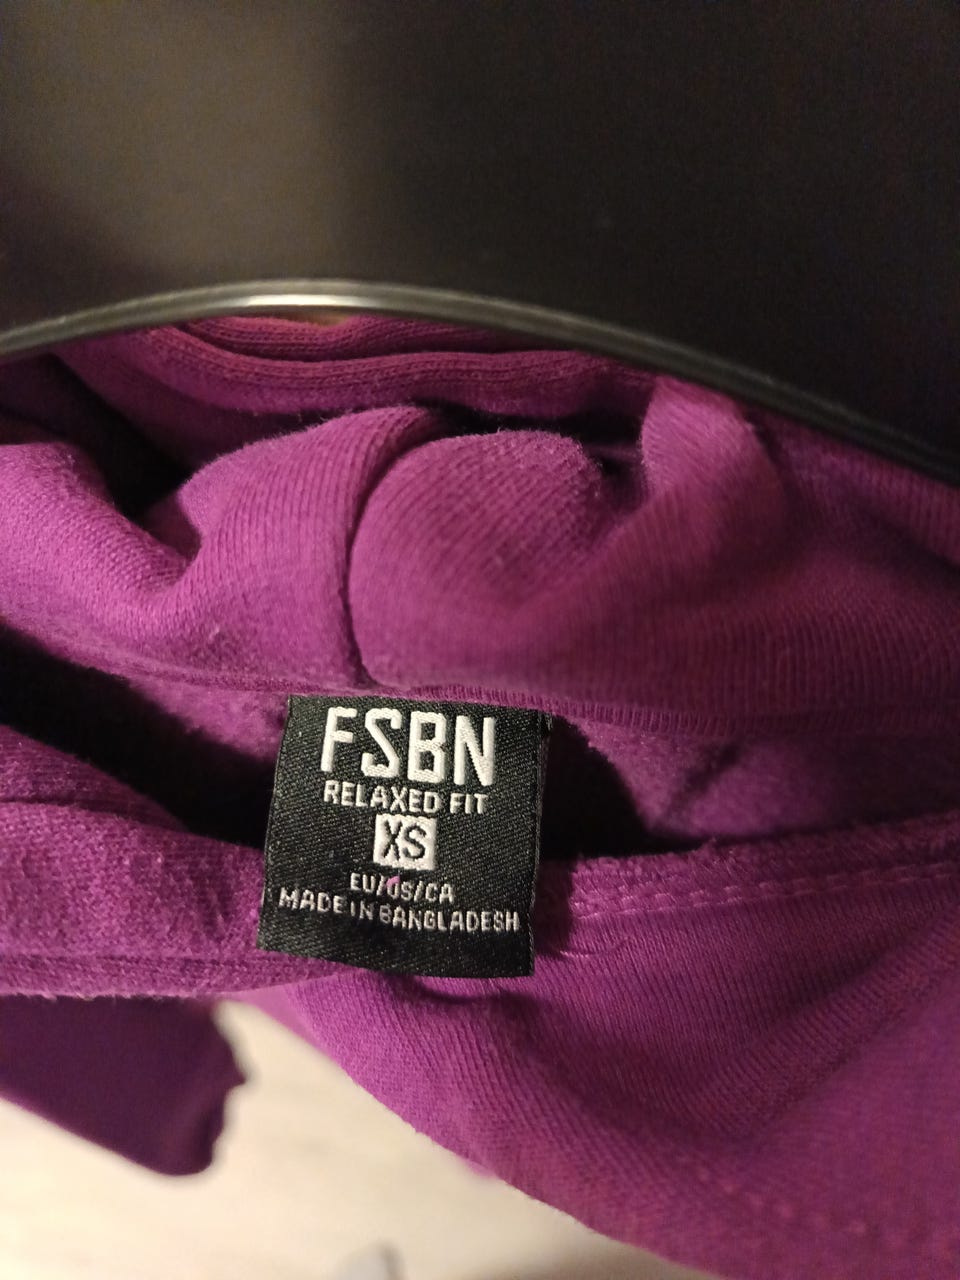 FSBN
RELAXED FIT
XS
EU/US/CA
MADE IN BANGLADESH